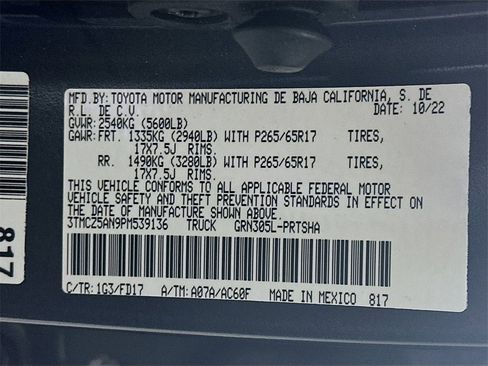 MFD.BY:TOYOTA MOTOR MANUFACTURING DE BAJA CALIFORNIA, S. DE
R.L. DE C.V. DATE: 10/22
GVWR:2540KG (5600LB)
GAWR:FRT. 1335KG (2940LB) WITH P265/65R17 TIRES,
17X7.5J RIMS.
RR. 1490KG (3280LB) WITH P265/65R17 TIRES,
17X7.5J RIMS.
THIS VEHICLE CONFORMS TO ALL APPLICABLE FEDERAL MOTOR
VEHICLE SAFETY AND THEFT PREVENTION STANDARDS IN EFFECT
ON THE DATE OF MANUFACTURE SHOWN ABOVE.
3TMCZ5AN9PM539136 TRUCK GRN305L-PRTSHA
C/TR:1G3/FD17 A/TM:A07A/AC60F MADE IN MEXICO 817
817